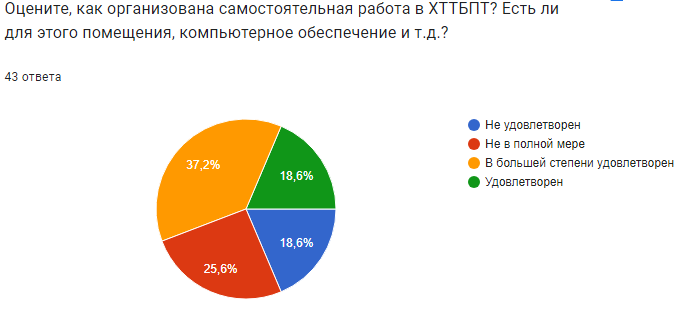 Оцените, как организована самостоятельная работа в ХТТБПТ? Есть ли
для этого помещения, компьютерное обеспечение и т.д.?
43 ответа
Не удовлетворен
Не в полной мере
В большей степени удовлетворен
Удовлетворен
37,2%
18,6%
18,6%
25,6%